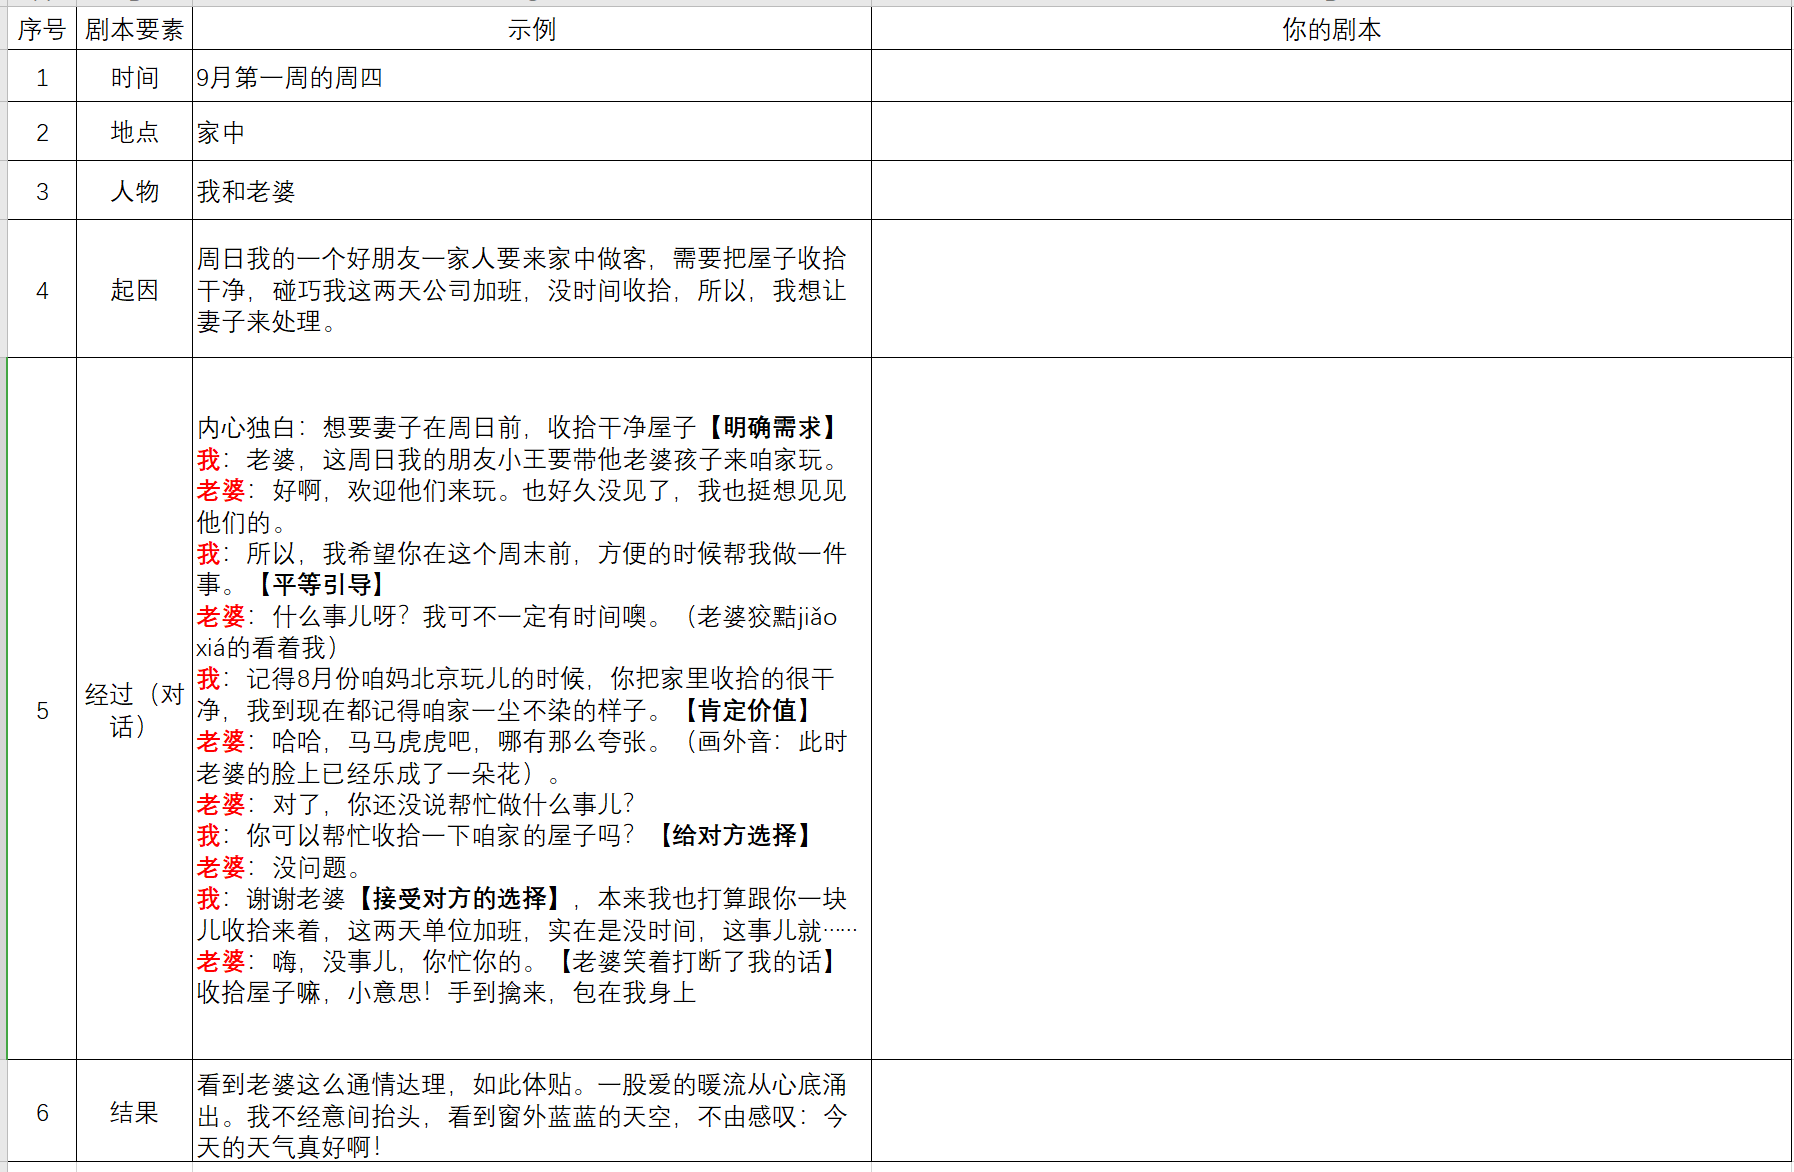 序号 剧本要素 示例 你的剧本
1 时间 9月第一周的周四
2 地点 家中
3 人物 我和老婆
周日我的一个好朋友一家人要来家中做客，需要把屋子收拾
4 起因 干净，碰巧我这两天公司加班，没时间收拾，所以，我想让
妻子来处理。
内心独白：想要妻子在周日前，收拾干净屋子【明确需求】
我：老婆，这周日我的朋友小王要带他老婆孩子来咱家玩。
老婆：好啊，欢迎他们来玩。也好久没见了，我也挺想见见
他们的。
我：所以，我希望你在这个周末前，方便的时候帮我做一件
事。【平等引导】
老婆：什么事儿呀？我可不一定有时间噢。（老婆狡黠jiǎo
xiá的看着我）
我：记得8月份咱妈北京玩儿的时候，你把家里收拾的很干
5 经过（对话） 净，我到现在都记得咱家一尘不染的样子。【肯定价值】
老婆：哈哈，马马虎虎吧，哪有那么夸张。（画外音：此时
老婆的脸上已经乐成了一朵花）。
老婆：对了，你还没说帮忙做什么事儿？
我：你可以帮忙收拾一下咱家的屋子吗？【给对方选择】
老婆：没问题。
我：谢谢老婆【接受对方的选择】，本来我也打算跟你一块
儿收拾来着，这两天单位加班，实在是没时间，这事儿就……
老婆：嗨，没事儿，你忙你的。【老婆笑着打断了我的话】
收拾屋子嘛，小意思！手到擒来，包在我身上
看到老婆这么通情达理，如此体贴。一股爱的暖流从心底涌
6 结果 出。我不经意间抬头，看到窗外蓝蓝的天空，不由感叹：今
天的天气真好啊！